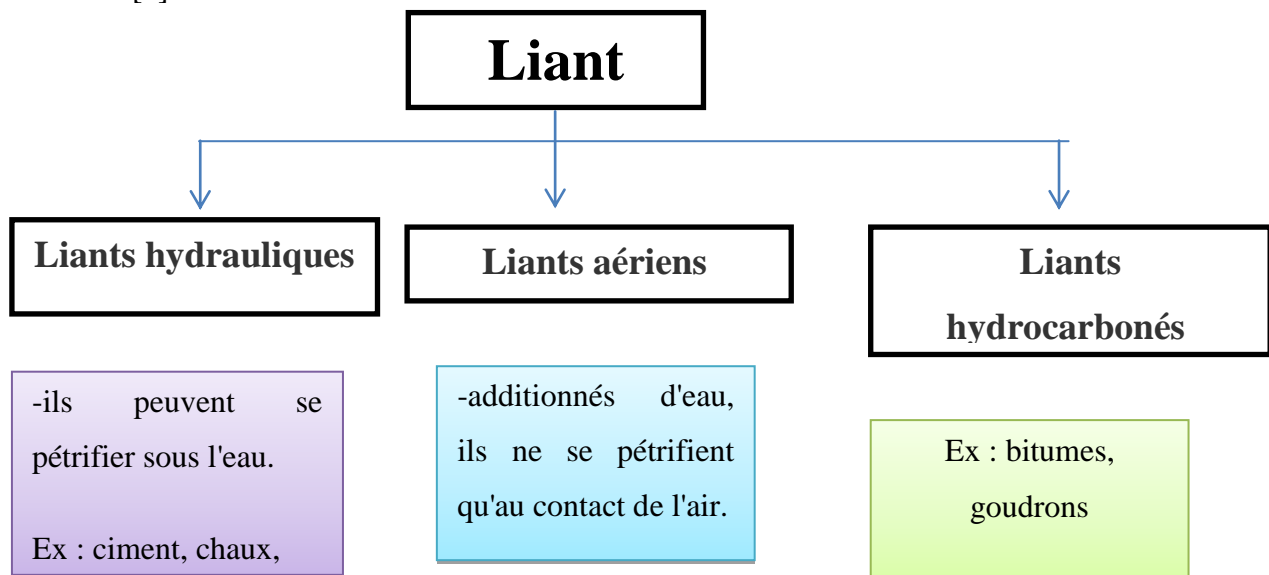 Liant
Liants hydrauliques
Liants aériens
Liants
hydrocarbonés
-ils peuvent se
pétrifier sous l'eau.
Ex : ciment, chaux,
-additionnés d'eau,
ils ne se pétrifient
qu'au contact de l'air.
Ex : bitumes,
goudrons